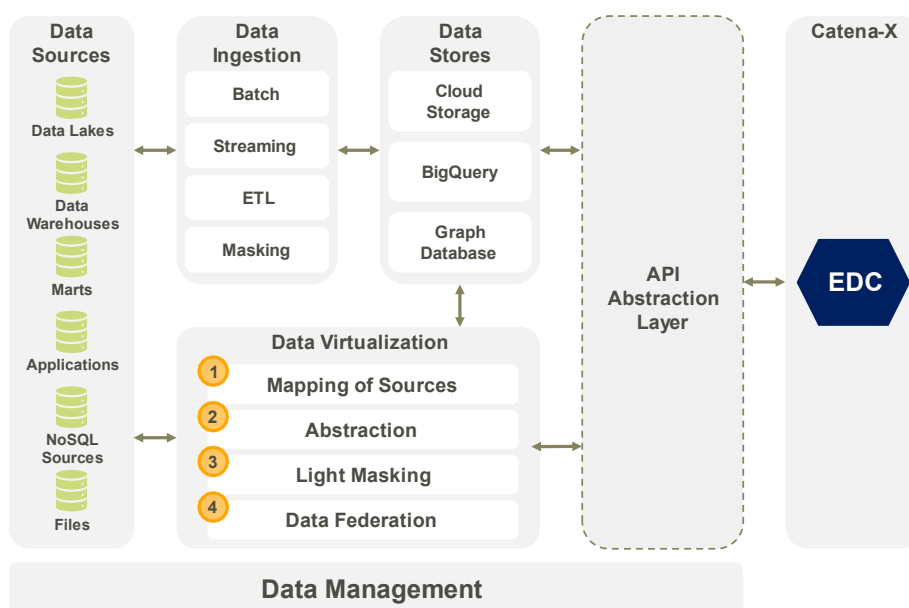 Data
Sources
Data Lakes
Data
Warehouses
Marts
Applications
NoSQL
Sources
Files
Data
Ingestion
Batch
Streaming
ETL
Masking
Data
Stores
Cloud
Storage
BigQuery
Graph
Database
Data Virtualization
1
Mapping of Sources
2
Abstraction
3
Light Masking
4
Data Federation
API
Abstraction
Layer
Catena-X
EDC
Data Management